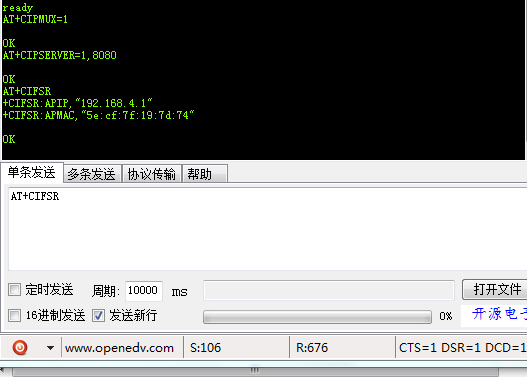 ready
AT+CIPMUX=1
OK
AT+CIPSERVER=1,8080
OK
AT+CIFSR
+CIFSR:APIP,"192.168.4.1"
+CIFSR:APMAC,"5e:cf:7f:19:7d:74"
OK
单条发送 多条发送 协议传输 帮助
AT+CIFSR
定时发送 周期: 10000 ms 打开文件
16进制发送 发送新行 0% 开源电子
www.openedv.com S:106 R:676 CTS=1 DSR=1 DCD=1